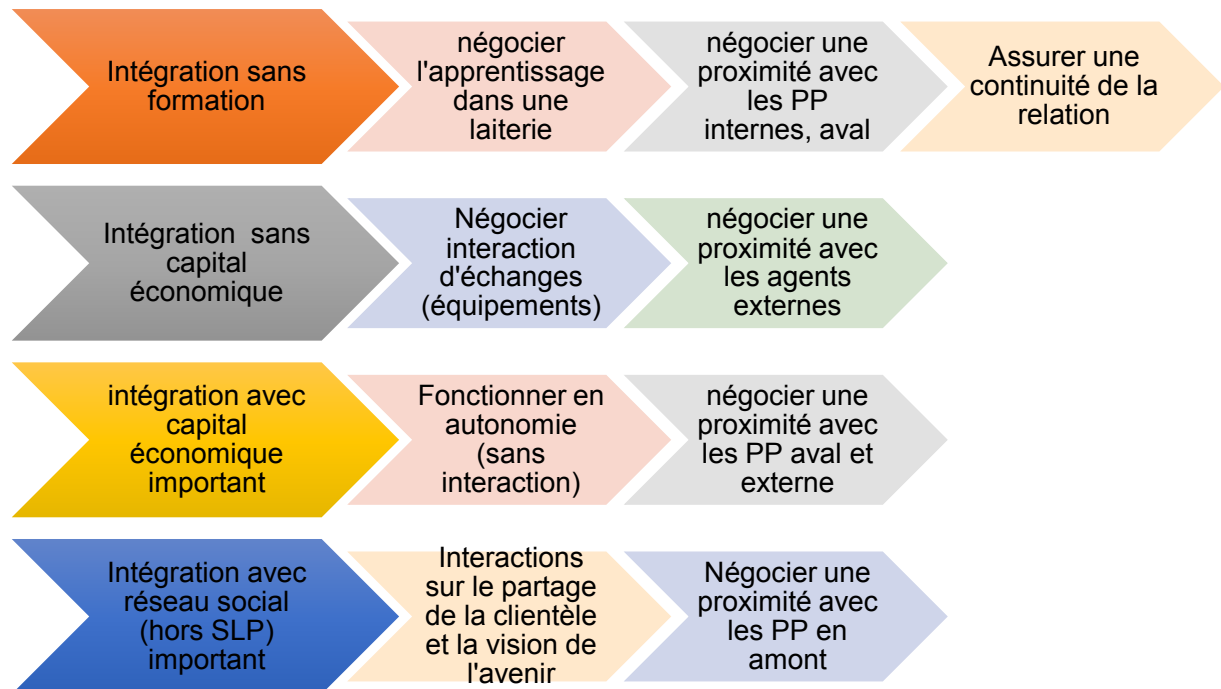 Intégration sans
formation
négocier
l'apprentissage
dans une
laiterie
négocier une
proximité avec
les PP
internes, aval
Assurer une
continuité de la
relation
Intégration sans
capital
économique
Négocier
interaction
d'échanges
(équipements)
négocier une
proximité avec
les agents
externes
intégration avec
capital
économique
important
Fonctionner en
autonomie
(sans
interaction)
négocier une
proximité avec
les PP aval et
externe
Intégration avec
réseau social
(hors SLP)
important
Interactions
sur le partage
de la clientèle
et la vision de
l'avenir
Négocier une
proximité avec
les PP en
amont